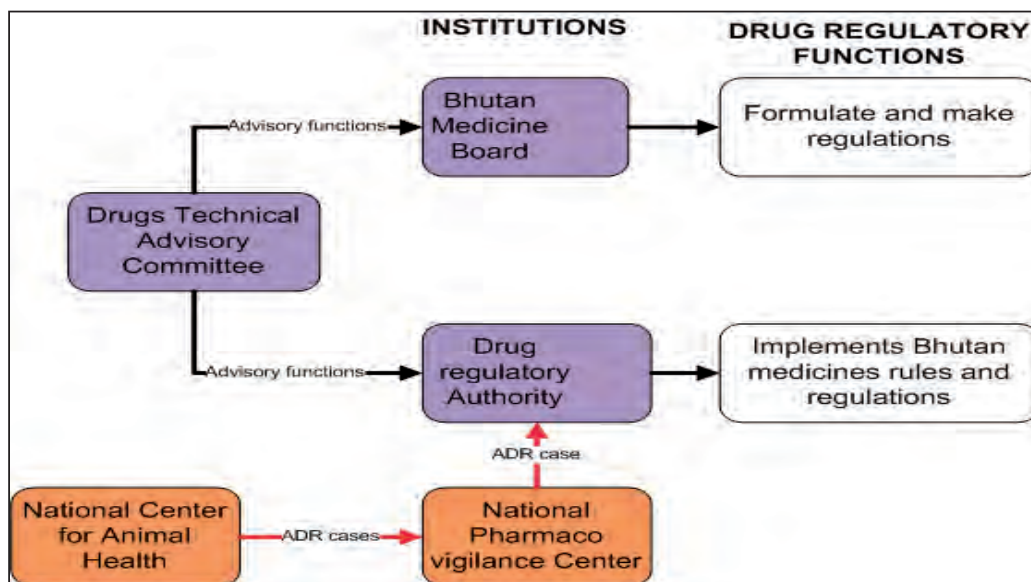 INSTITUTIONS
DRUG REGULATORY
FUNCTIONS
Bhutan
Medicine
Board
Advisory functions
Formulate and make
regulations
Drugs Technical
Advisory
Committee
Drug
regulatory
Authority
Advisory functions
Implements Bhutan
medicines rules and
regulations
ADR case
National Center
for Animal
Health
ADR cases
National
Pharmaco
vigilance Center